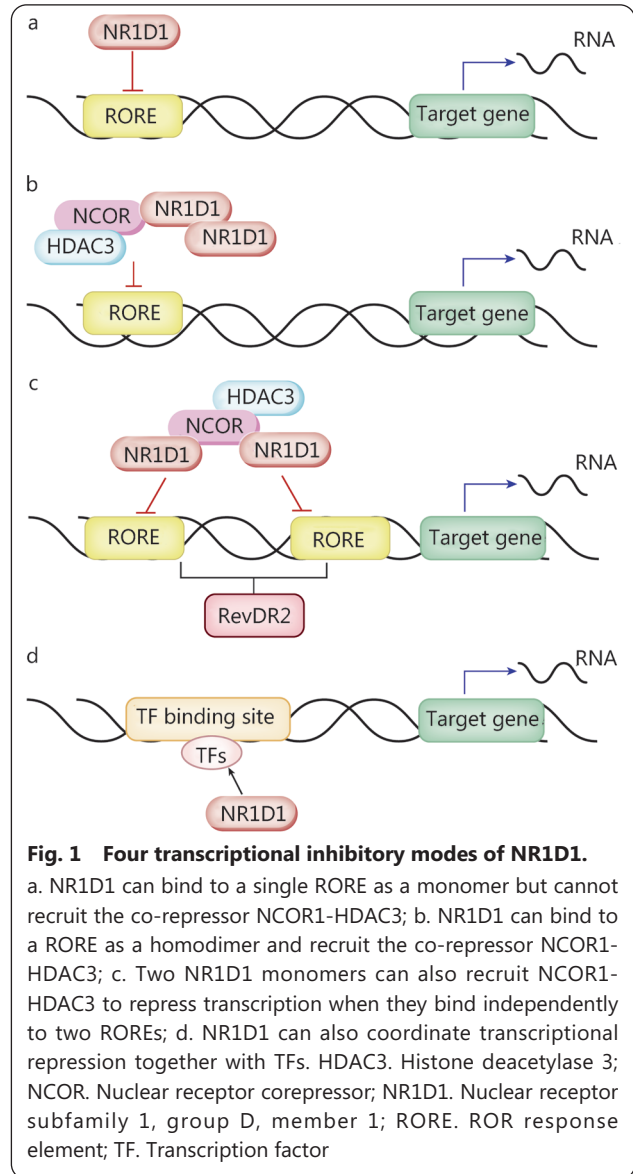 a
NR1D1
RNA
RORE
Target gene
b
NCOR
NR1D1
NR1D1
HDAC3
RNA
RORE
Target gene
c
HDAC3
NCOR
NR1D1
NR1D1
RNA
RORE
RORE
Target gene
RevDR2
d
RNA
TF binding site
Target gene
TFs
NR1D1
Fig. 1 Four transcriptional inhibitory modes of NR1D1.
a. NR1D1 can bind to a single RORE as a monomer but cannot
recruit the co-repressor NCOR1-HDAC3; b. NR1D1 can bind to
a RORE as a homodimer and recruit the co-repressor NCOR1-
HDAC3; c. Two NR1D1 monomers can also recruit NCOR1-
HDAC3 to repress transcription when they bind independently
to two ROREs; d. NR1D1 can also coordinate transcriptional
repression together with TFs. HDAC3. Histone deacetylase 3;
NCOR. Nuclear receptor corepressor; NR1D1. Nuclear receptor
subfamily 1, group D, member 1; RORE. ROR response
element; TF. Transcription factor